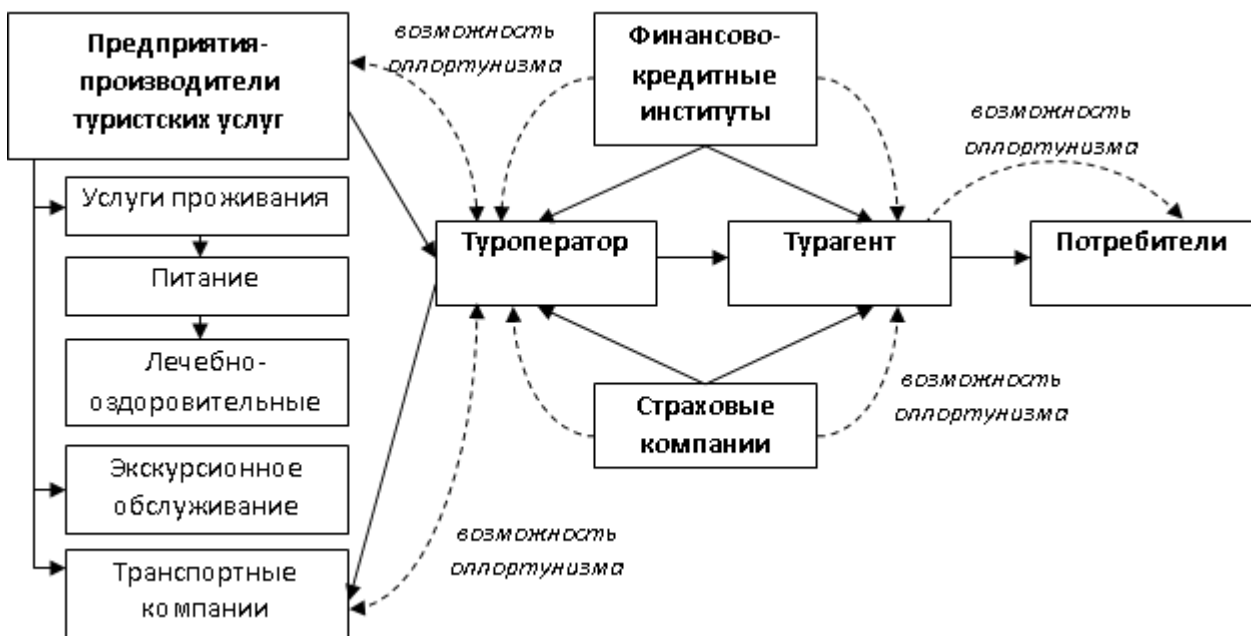 Предприятия-
производители
туристских услуг
возможность
оппортунизма
Финансово-
кредитные
институты
возможность
оппортунизма
Услуги проживания
Питание
Лечебно-
оздоровительные
Экскурсионное
обслуживание
Транспортные
компании
Туроператор
Турагент
Потребители
Страховые
компании
возможность
оппортунизма
возможность
оппортунизма